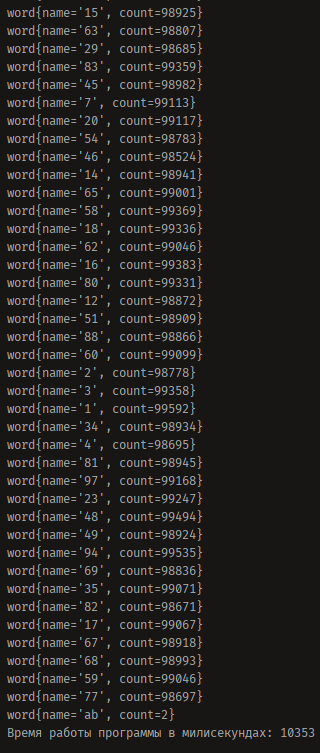 word{name='15', count=98925}
word{name='63', count=98807}
word{name='29', count=98685}
word{name='83', count=99359}
word{name='45', count=98982}
word{name='7', count=99113}
word{name='20', count=99117}
word{name='54', count=98783}
word{name='46', count=98524}
word{name='14', count=98941}
word{name='65', count=99001}
word{name='58', count=99369}
word{name='18', count=99336}
word{name='62', count=99046}
word{name='16', count=99383}
word{name='80', count=99331}
word{name='12', count=98872}
word{name='51', count=98909}
word{name='88', count=98866}
word{name='60', count=99099}
word{name='2', count=98778}
word{name='3', count=99358}
word{name='1', count=99592}
word{name='34', count=98934}
word{name='4', count=98695}
word{name='81', count=98945}
word{name='97', count=99168}
word{name='23', count=99247}
word{name='48', count=99494}
word{name='49', count=98924}
word{name='94', count=99535}
word{name='69', count=98836}
word{name='35', count=99071}
word{name='82', count=98671}
word{name='17', count=99067}
word{name='67', count=98918}
word{name='68', count=98993}
word{name='59', count=99046}
word{name='77', count=98697}
word{name='ab', count=2}
Время работы программы в милисекундах: 10353